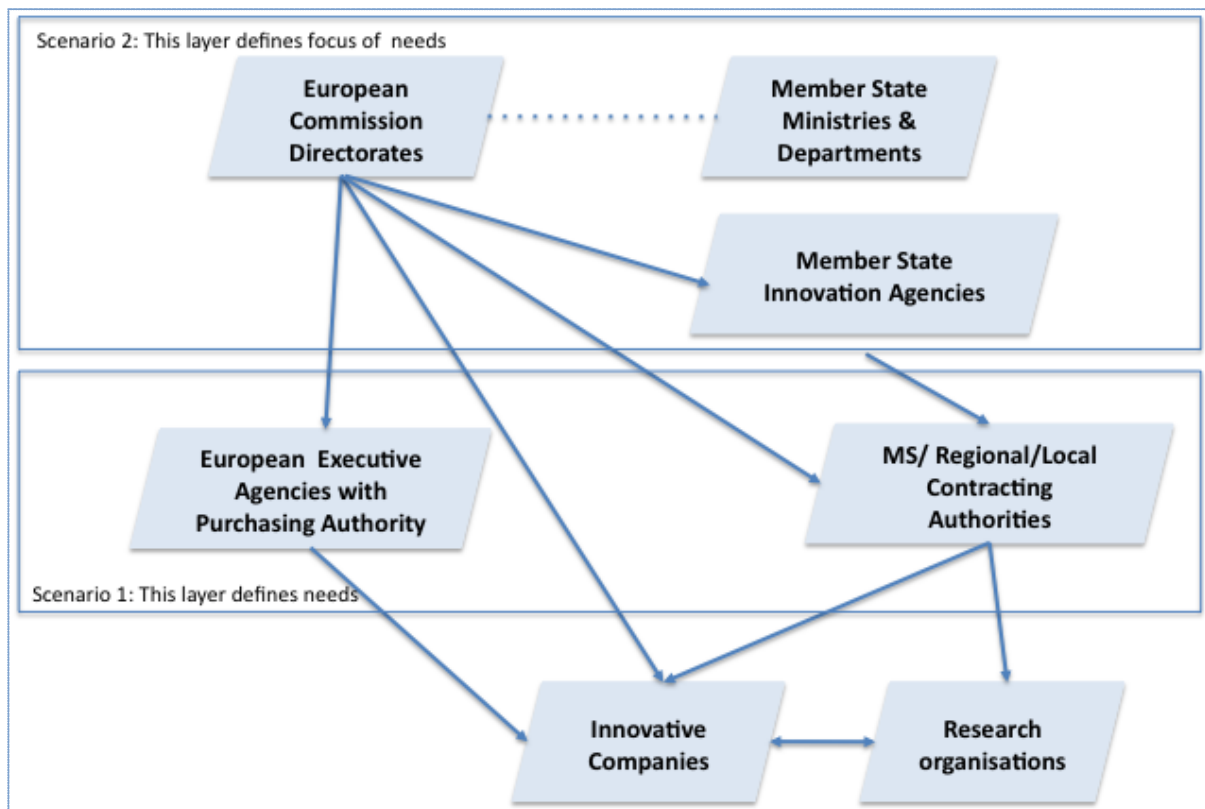 Scenario 2: This layer defines focus of needs
European
Commission
Directorates
Member State
Ministries &
Departments
Member State
Innovation Agencies
European Executive
Agencies with
Purchasing Authority
MS/ Regional/Local
Contracting
Authorities
Scenario 1: This layer defines needs
Innovative
Companies
Research
organisations